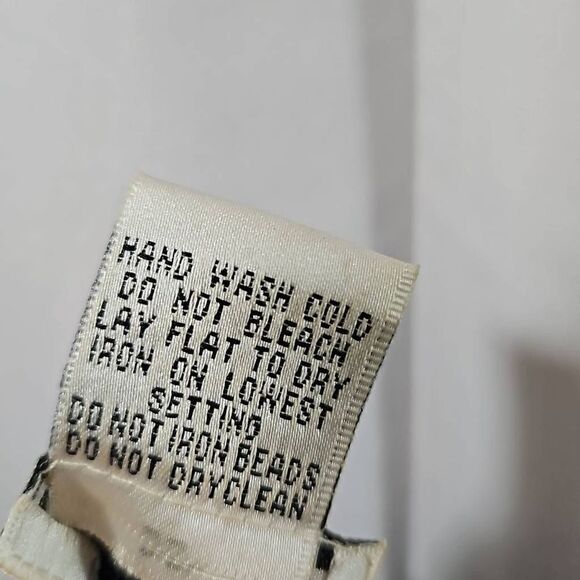 HAND WASH COLD
DO NOT BLEACH
LAY FLAT TO DRY
IRON ON LOWEST
SETTING
DO NOT IRON BEADS
DO NOT DRYCLEAN